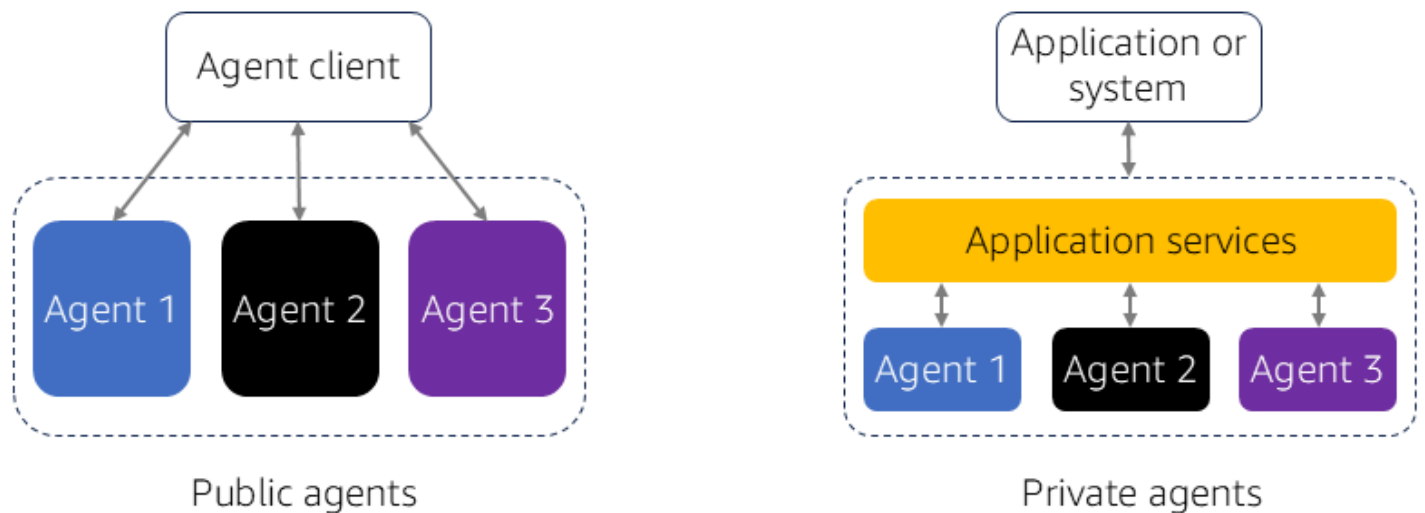 Agent client
Agent 1
Agent 2
Agent 3
Public agents
Application or
system
Application services
Agent 1
Agent 2
Agent 3
Private agents